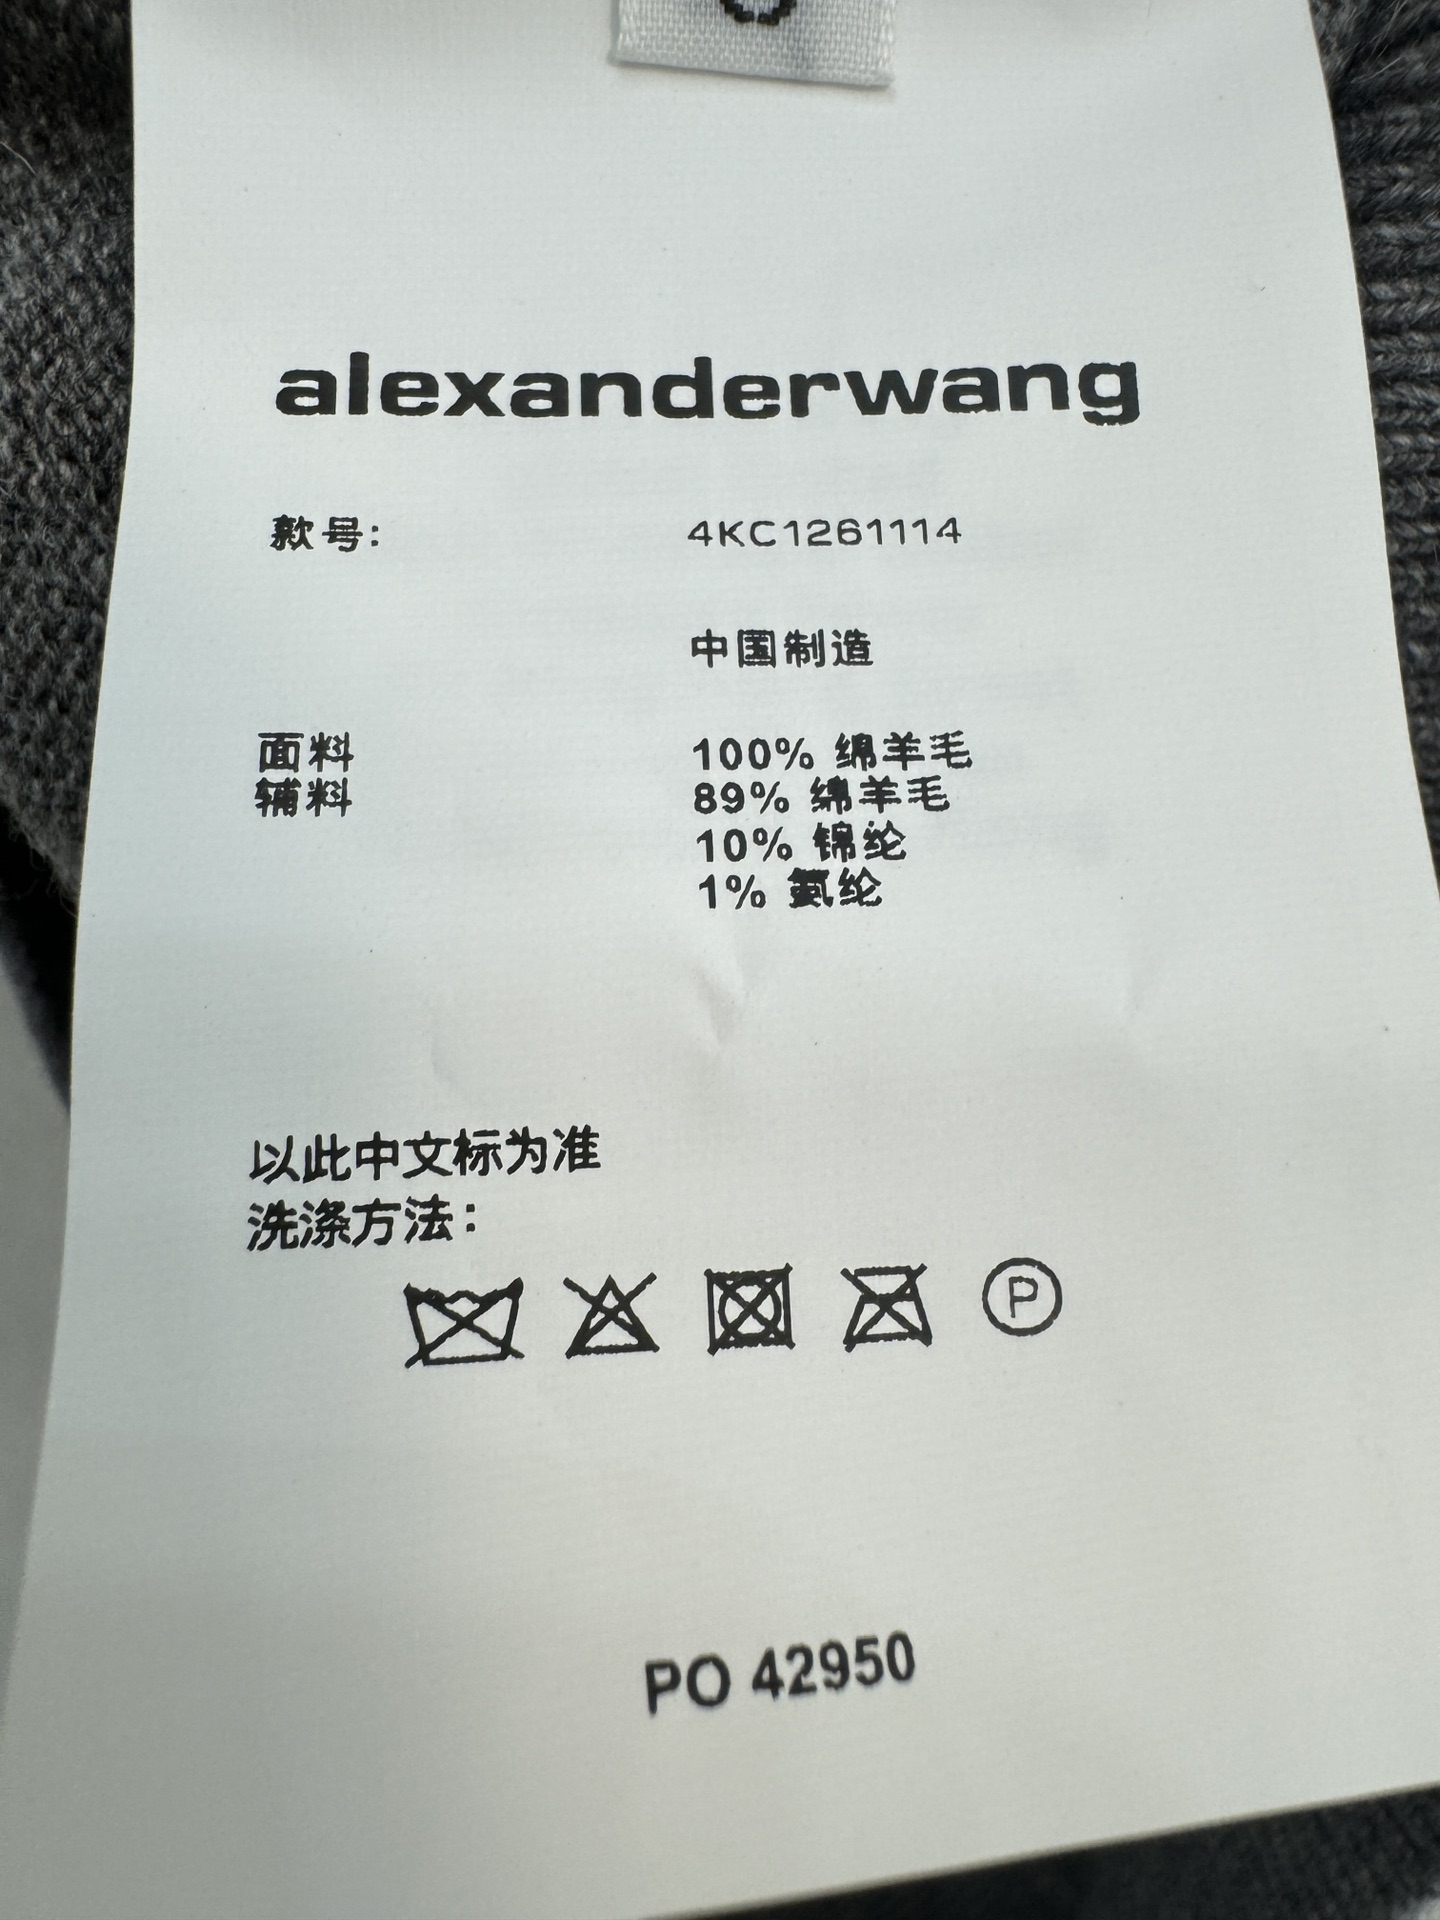 alexanderwang
款号: 4KC1261114
中国制造
面料 100% 绵羊毛
辅料 89% 绵羊毛
10% 锦纶
1% 氨纶
以此中文标为准
洗涤方法:
P
PO 42950